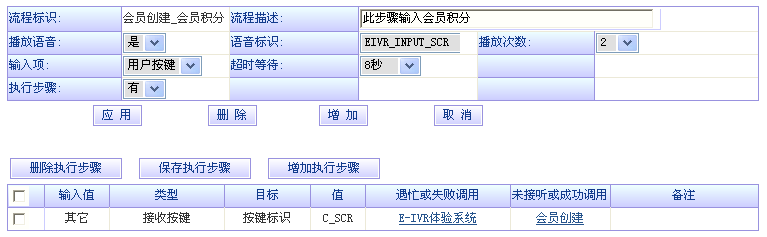 流程标识: 会员创建_会员积分 流程描述: 此步骤输入会员积分
播放语音: 是 语音标识: EIVR_INPUT_SCR 播放次数: 2
输入项: 用户按键 超时等待: 8秒
执行步骤: 有
应 用 删 除 增 加 取 消
删除执行步骤 保存执行步骤 增加执行步骤
输入值 类型 目标 值 遇忙或失败调用 未接听或成功调用 备注
其它 接收按键 按键标识 C_SCR E-IVR体验系统 会员创建